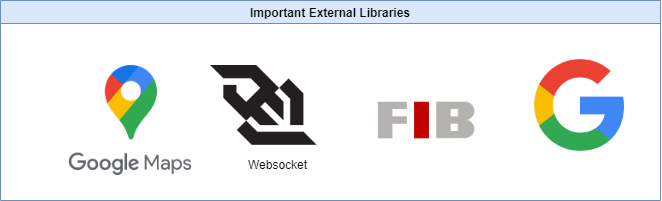 Important External Libraries
Google Maps
Websocket
FIB
G